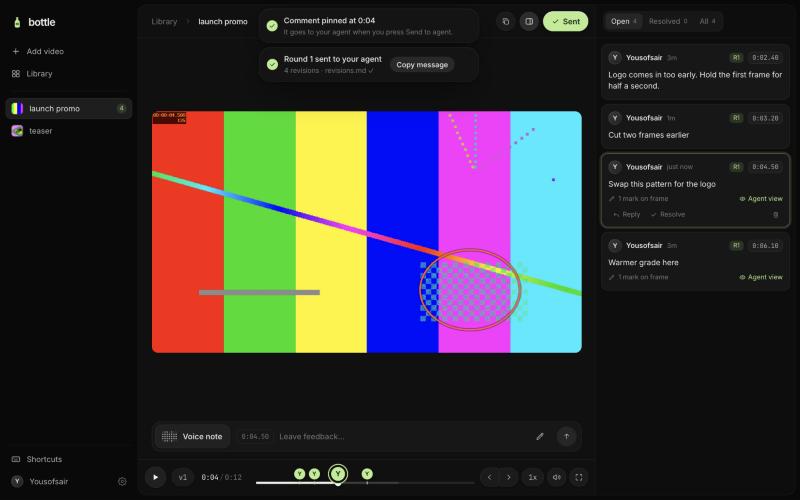 bottle
Add video
Library
launch promo 4
teaser
Shortcuts
Yousofsair
Library > launch promo
Comment pinned at 0:04
It goes to your agent when you press Send to agent.
Round 1 sent to your agent
4 revisions · revisions.md ✓
Copy message
Sent
Voice note 0:04.50 Leave feedback...
v1 0:04 / 0:12
Y Y Y Y
1x
Open 4 Resolved 0 All 4
Y Yousofsair 3m R1 0:02.40
Logo comes in too early. Hold the first frame for
half a second.
Y Yousofsair 1m R1 0:03.20
Cut two frames earlier
Y Yousofsair just now R1 0:04.50
Swap this pattern for the logo
1 mark on frame Agent view
Reply Resolve
Y Yousofsair 3m R1 0:06.10
Warmer grade here
1 mark on frame Agent view